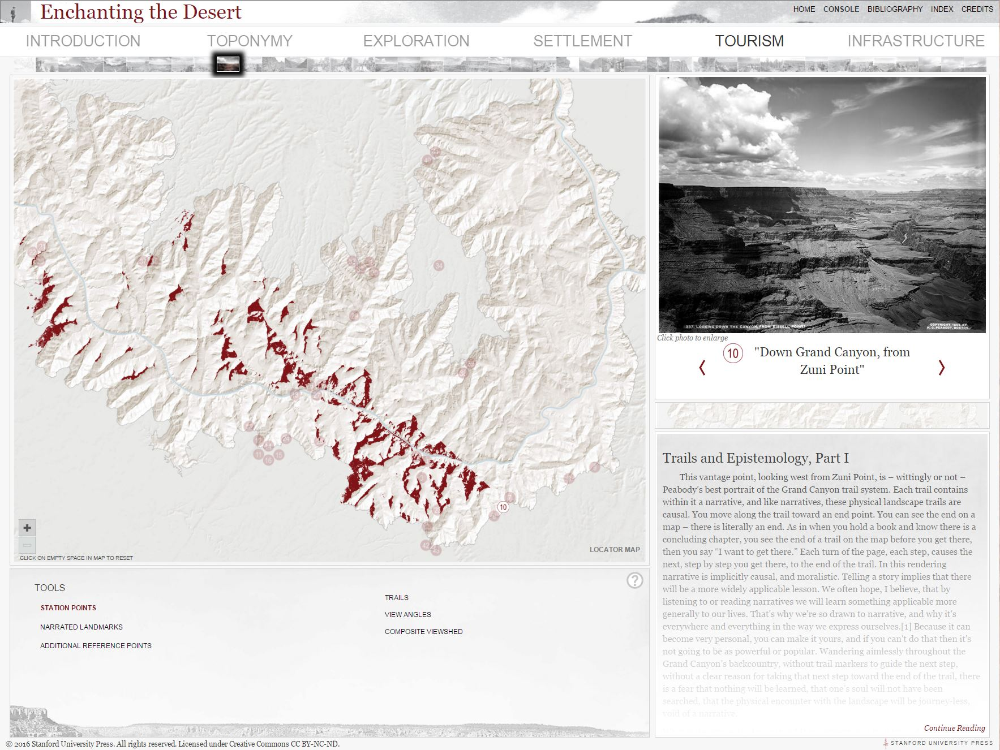 Enchanting the Desert
HOME CONSOLE BIBLIOGRAPHY INDEX CREDITS
INTRODUCTION TOPONYMY EXPLORATION SETTLEMENT TOURISM INFRASTRUCTURE
34
24
11
15
16
10
42
43
LOCATOR MAP
CLICK ON EMPTY SPACE IN MAP TO RESET
337. LOOKING DOWN THE CANYON, FROM BISSELL POINT.
COPYRIGHT, 1899, BY
H. G. PEABODY, BOSTON.
Click photo to enlarge
10 "Down Grand Canyon, from
Zuni Point"
Trails and Epistemology, Part I
This vantage point, looking west from Zuni Point, is – wittingly or not –
Peabody's best portrait of the Grand Canyon trail system. Each trail contains
within it a narrative, and like narratives, these physical landscape trails are
causal. You move along the trail toward an end point. You can see the end on a
map – there is literally an end. As in when you hold a book and know there is a
concluding chapter, you see the end of a trail on the map before you get there,
then you say “I want to get there.” Each turn of the page, each step, causes the
next, step by step you get there, to the end of the trail. In this rendering
narrative is implicitly causal, and moralistic. Telling a story implies that there
will be a more widely applicable lesson. We often hope, I believe, that by
listening to or reading narratives we will learn something applicable more
generally to our lives. That's why we're so drawn to narrative, and why it's
everywhere and everything in the way we express ourselves.[1] Because it can
become very personal, you can make it yours, and if you can't do that then it's
not going to be as powerful or popular. Wandering aimlessly throughout the
Grand Canyon's backcountry, without trail markers to guide the next step,
without a clear reason for taking that next step toward the end of the trail, there
is a fear that nothing will be learned, that one's soul will not have been
searched, that the physical encounter with the landscape will be journey-less,
void of a narrative.
Continue Reading
TOOLS
STATION POINTS
NARRATED LANDMARKS
ADDITIONAL REFERENCE POINTS
TRAILS
VIEW ANGLES
COMPOSITE VIEWSHED
© 2016 Stanford University Press. All rights reserved. Licensed under Creative Commons CC BY-NC-ND.
STANFORD UNIVERSITY PRESS